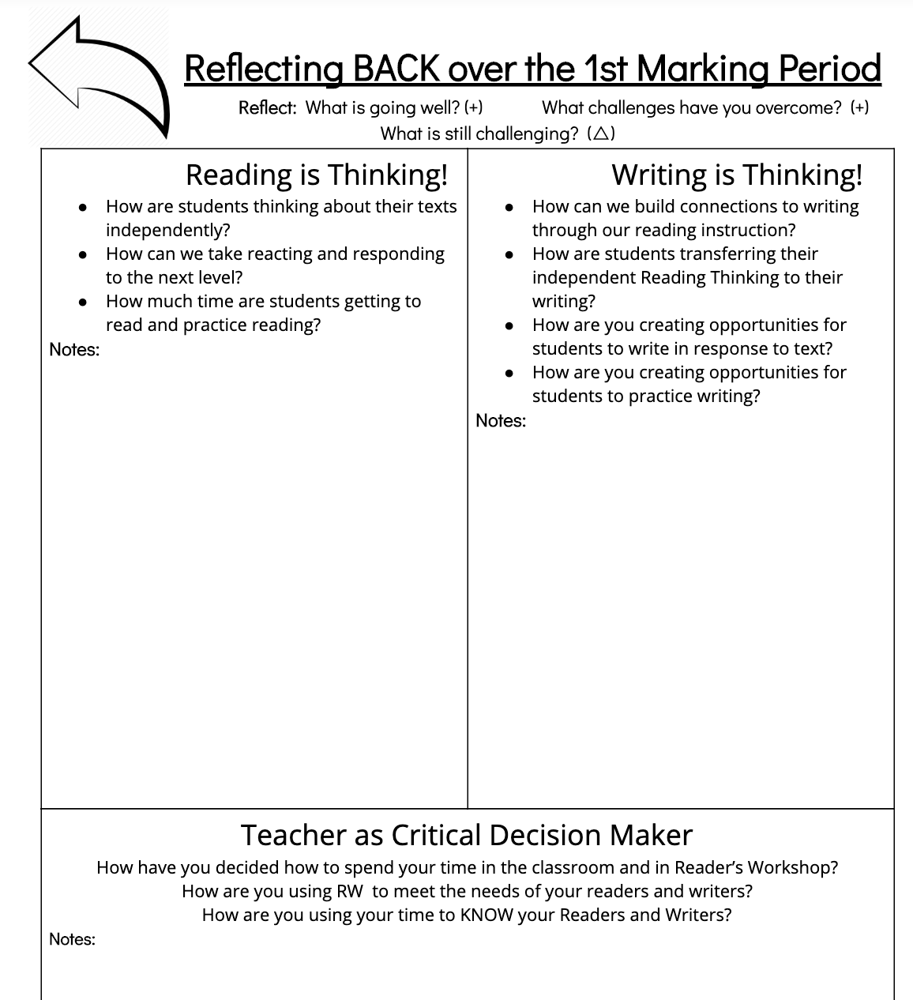 Reflecting BACK over the 1st Marking Period
Reflect:  What is going well? (+)          What challenges have you overcome?  (+)
What is still challenging?  (△)
Reading is Thinking!
● How are students thinking about their texts
independently?
● How can we take reacting and responding
to the next level?
● How much time are students getting to
read and practice reading?
Notes:
Writing is Thinking!
● How can we build connections to writing
through our reading instruction?
● How are students transferring their
independent Reading Thinking to their
writing?
● How are you creating opportunities for
students to write in response to text?
● How are you creating opportunities for
students to practice writing?
Notes:
Teacher as Critical Decision Maker
How have you decided how to spend your time in the classroom and in Reader’s Workshop?
How are you using RW  to meet the needs of your readers and writers?
How are you using your time to KNOW your Readers and Writers?
Notes: